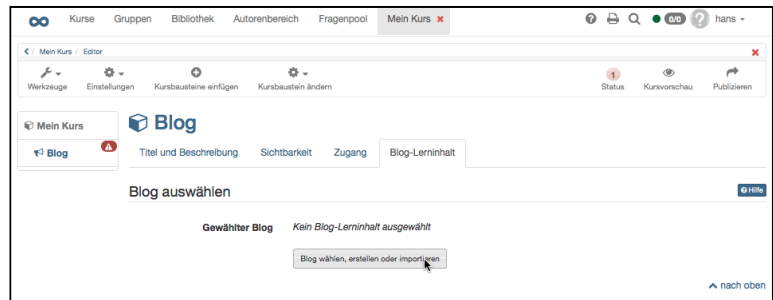 Kurse Gruppen Bibliothek Autorenbereich Fragenpool Mein Kurs 0/0 hans
/ Mein Kurs / Editor
Werkzeuge Einstellungen Kursbausteine einfügen Kursbaustein ändern 1 Status Kursvorschau Publizieren
Mein Kurs
Blog
Blog
Titel und Beschreibung Sichtbarkeit Zugang Blog-Lerninhalt
Blog auswählen Hilfe
Gewählter Blog Kein Blog-Lerninhalt ausgewählt
Blog wählen, erstellen oder importieren
nach oben